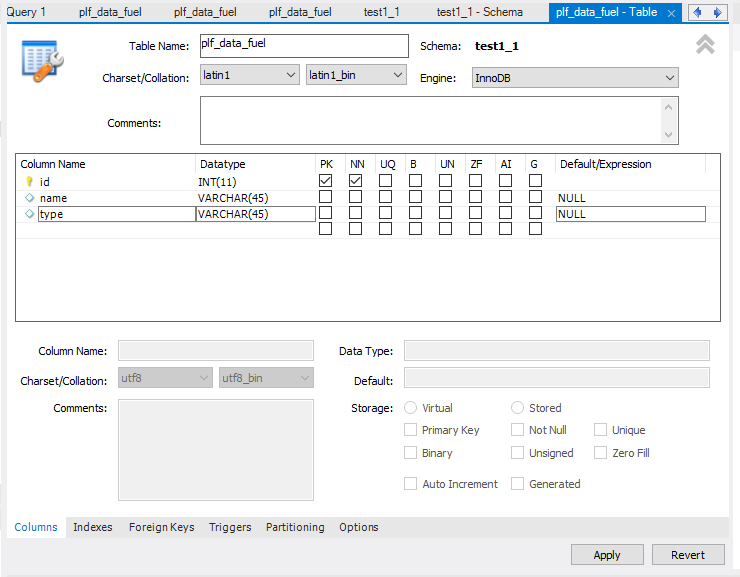 Query 1 plf_data_fuel plf_data_fuel plf_data_fuel test1_1 test1_1 - Schema plf_data_fuel - Table
Table Name: plf_data_fuel Schema: test1_1
Charset/Collation: latin1 latin1_bin Engine: InnoDB
Comments:
Column Name Datatype PK NN UQ B UN ZF AI G Default/Expression
id INT(11)
name VARCHAR(45) NULL
type VARCHAR(45) NULL
Column Name: Data Type:
Charset/Collation: utf8 utf8_bin Default:
Comments: Storage: Virtual Stored
Primary Key Not Null Unique
Binary Unsigned Zero Fill
Auto Increment Generated
Columns Indexes Foreign Keys Triggers Partitioning Options
Apply Revert